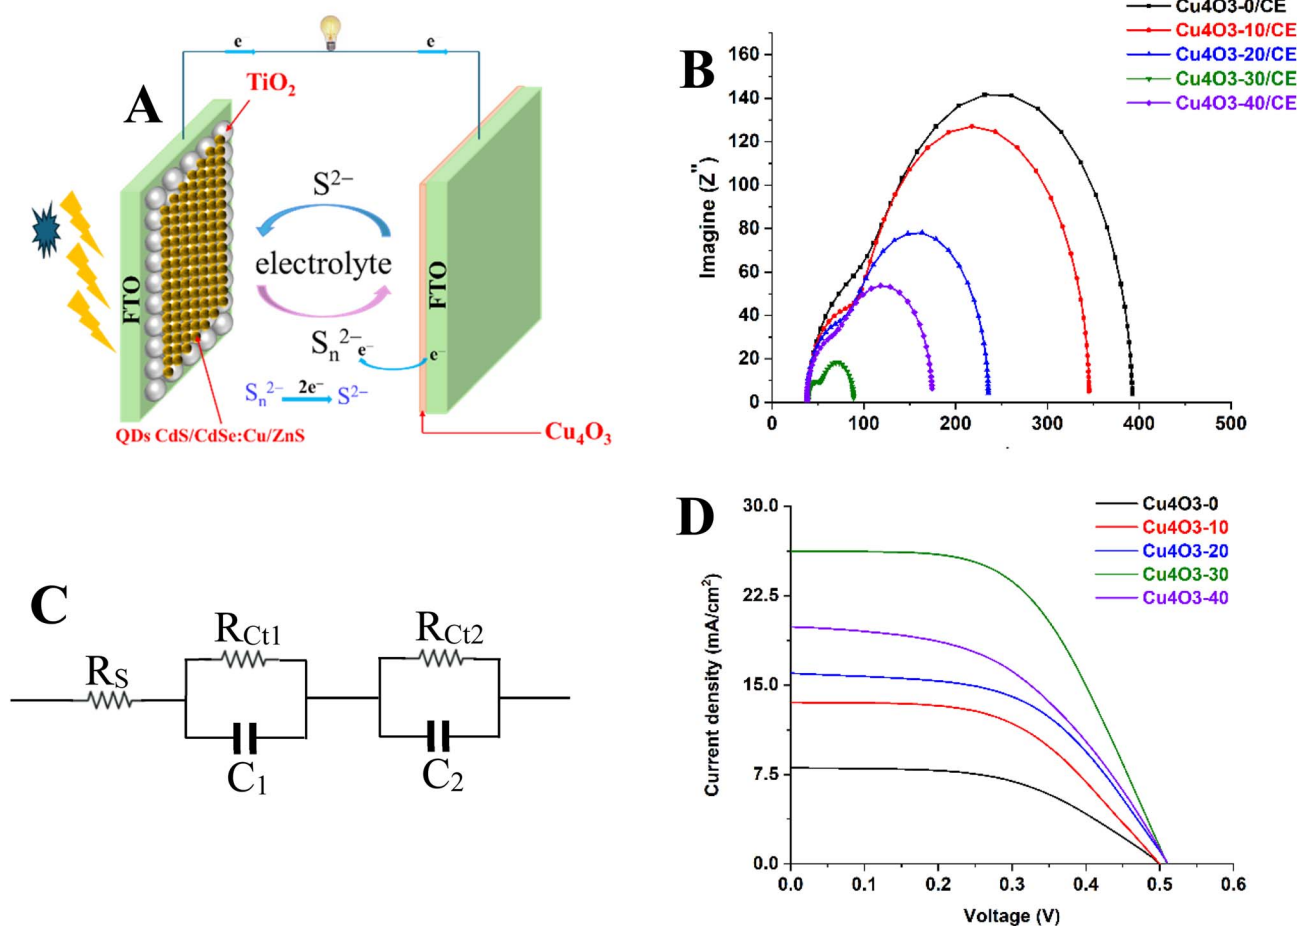 A
e
e⁻
TiO₂
S²⁻
electrolyte
Sₙ²⁻
e⁻
e⁻
FTO
FTO
Sₙ²⁻ 2e⁻ S²⁻
QDs CdS/CdSe:Cu/ZnS
Cu₄O₃
B
Cu4O3-0/CE
Cu4O3-10/CE
Cu4O3-20/CE
Cu4O3-30/CE
Cu4O3-40/CE
Imagine (Z")
160
140
120
100
80
60
40
20
0
0 100 200 300 400 500
C
R_S
R_Ct1
C₁
R_Ct2
C₂
D
Cu4O3-0
Cu4O3-10
Cu4O3-20
Cu4O3-30
Cu4O3-40
Current density (mA/cm²)
30.0
22.5
15.0
7.5
0.0
0.0 0.1 0.2 0.3 0.4 0.5 0.6
Voltage (V)